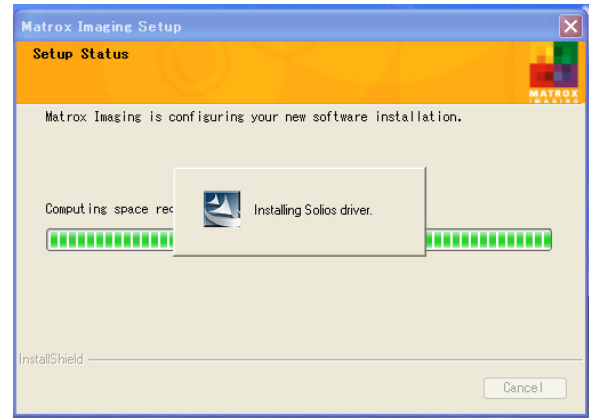 Matrox Imaging Setup
Setup Status
MATROX
IMAGING
Matrox Imaging is configuring your new software installation.
Computing space rec
Installing Solios driver.
InstallShield
Cancel